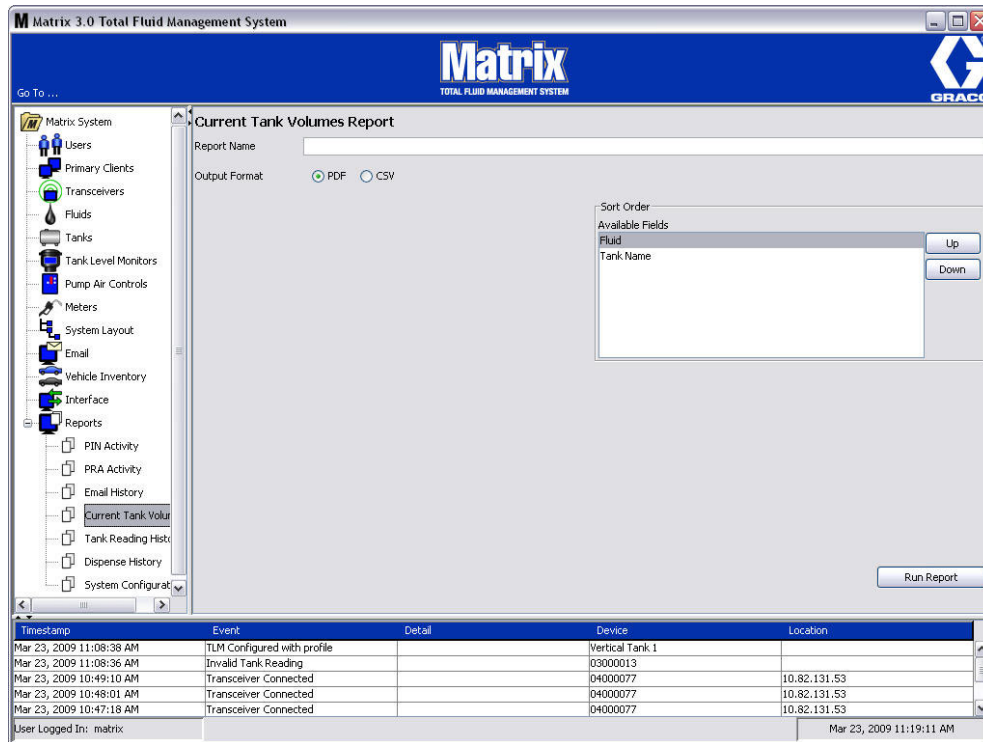 M Matrix 3.0 Total Fluid Management System
Matrix
TOTAL FLUID MANAGEMENT SYSTEM
Go To ...
GRACO
Matrix System
Users
Primary Clients
Transceivers
Fluids
Tanks
Tank Level Monitors
Pump Air Controls
Meters
System Layout
Email
Vehicle Inventory
Interface
Reports
PIN Activity
PRA Activity
Email History
Current Tank Volu
Tank Reading Hist
Dispense History
System Configurat
Current Tank Volumes Report
Report Name
Output Format PDF CSV
Sort Order
Available Fields
Fluid
Tank Name
Up
Down
Run Report
Timestamp Event Detail Device Location
Mar 23, 2009 11:08:38 AM TLM Configured with profile Vertical Tank 1
Mar 23, 2009 11:08:36 AM Invalid Tank Reading 03000013
Mar 23, 2009 10:49:10 AM Transceiver Connected 04000077 10.82.131.53
Mar 23, 2009 10:48:01 AM Transceiver Connected 04000077 10.82.131.53
Mar 23, 2009 10:47:18 AM Transceiver Connected 04000077 10.82.131.53
User Logged In: matrix Mar 23, 2009 11:19:11 AM